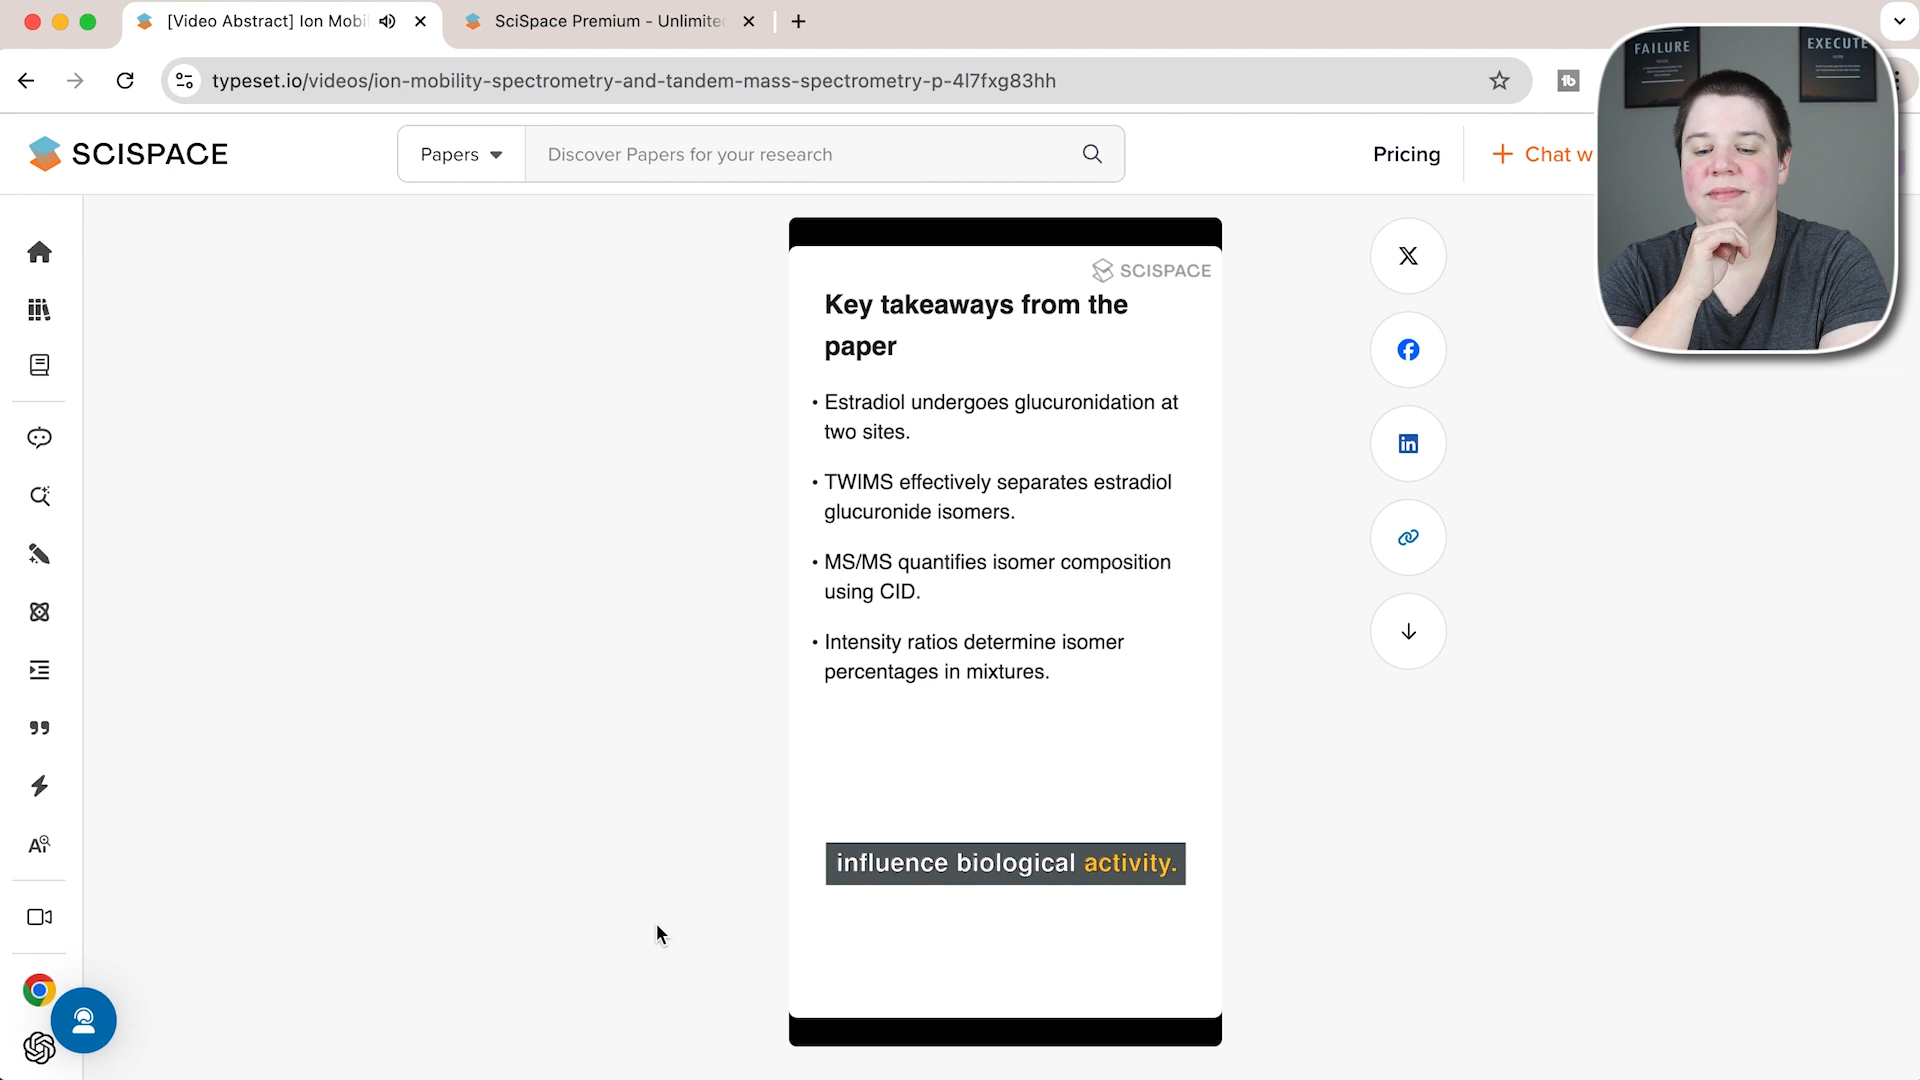 [Video Abstract] Ion Mobi
SciSpace Premium - Unlimite
typeset.io/videos/ion-mobility-spectrometry-and-tandem-mass-spectrometry-p-4l7fxg83hh
FAILURE
EXECUTE
SCISPACE
Papers
Discover Papers for your research
Pricing
+ Chat w
SCISPACE
Key takeaways from the
paper
• Estradiol undergoes glucuronidation at
two sites.
• TWIMS effectively separates estradiol
glucuronide isomers.
• MS/MS quantifies isomer composition
using CID.
• Intensity ratios determine isomer
percentages in mixtures.
influence biological activity.